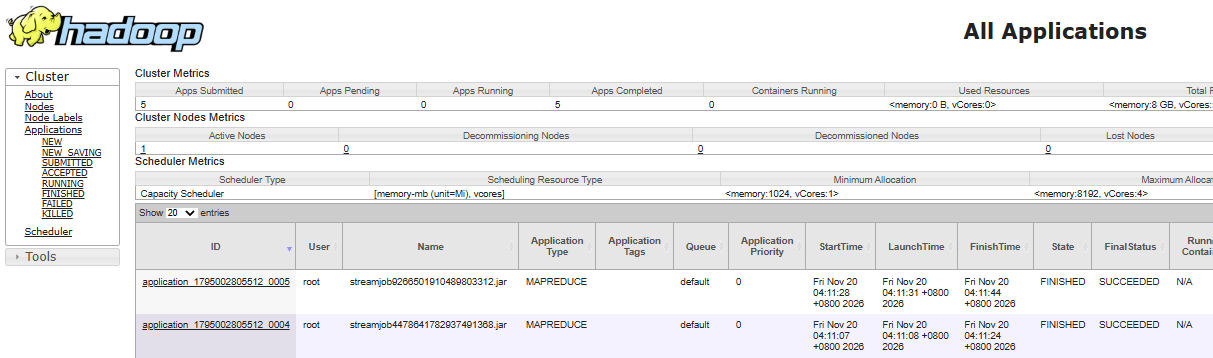 hadoop
All Applications
Cluster
About
Nodes
Node Labels
Applications
NEW
NEW_SAVING
SUBMITTED
ACCEPTED
RUNNING
FINISHED
FAILED
KILLED
Scheduler
Tools
Cluster Metrics
Apps Submitted Apps Pending Apps Running Apps Completed Containers Running Used Resources Total R
5 0 0 5 0 <memory:0 B, vCores:0> <memory:8 GB, vCores:
Cluster Nodes Metrics
Active Nodes Decommissioning Nodes Decommissioned Nodes Lost Nodes
1 0 0 0
Scheduler Metrics
Scheduler Type Scheduling Resource Type Minimum Allocation Maximum Alloca
Capacity Scheduler [memory-mb (unit=Mi), vcores] <memory:1024, vCores:1> <memory:8192, vCores:4>
Show 20 entries
ID User Name Application Type Application Tags Queue Application Priority StartTime LaunchTime FinishTime State FinalStatus Runn Contain
application_1795002805512_0005 root streamjob9266501910489803312.jar MAPREDUCE default 0 Fri Nov 20 04:11:28 +0800 2026 Fri Nov 20 04:11:31 +0800 2026 Fri Nov 20 04:11:44 +0800 2026 FINISHED SUCCEEDED N/A
application_1795002805512_0004 root streamjob4478641782937491368.jar MAPREDUCE default 0 Fri Nov 20 04:11:07 +0800 2026 Fri Nov 20 04:11:08 +0800 2026 Fri Nov 20 04:11:24 +0800 2026 FINISHED SUCCEEDED N/A